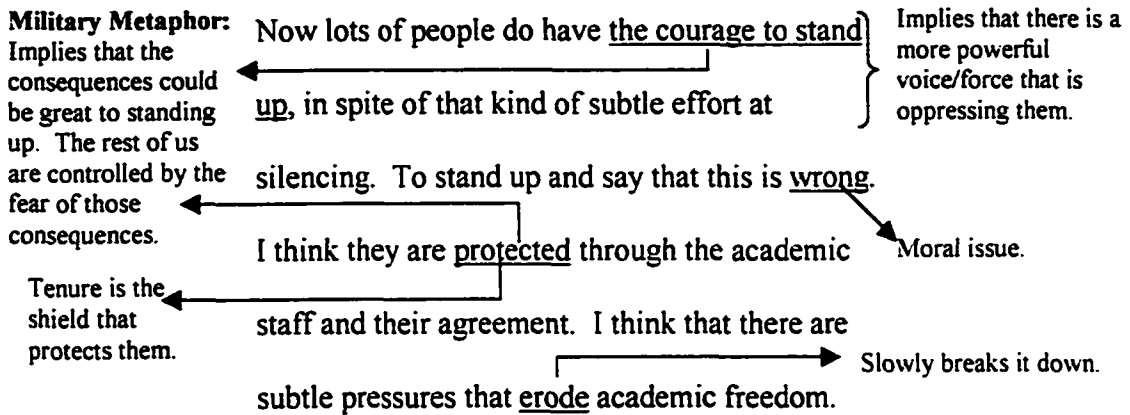 Military Metaphor:
Implies that the
consequences could
be great to standing
up. The rest of us
are controlled by the
fear of those
consequences.
Tenure is the
shield that
protects them.
Now lots of people do have the courage to stand
up, in spite of that kind of subtle effort at
silencing. To stand up and say that this is wrong.
I think they are protected through the academic
staff and their agreement. I think that there are
subtle pressures that erode academic freedom.
Implies that there is a
more powerful
voice/force that is
oppressing them.
Moral issue.
Slowly breaks it down.